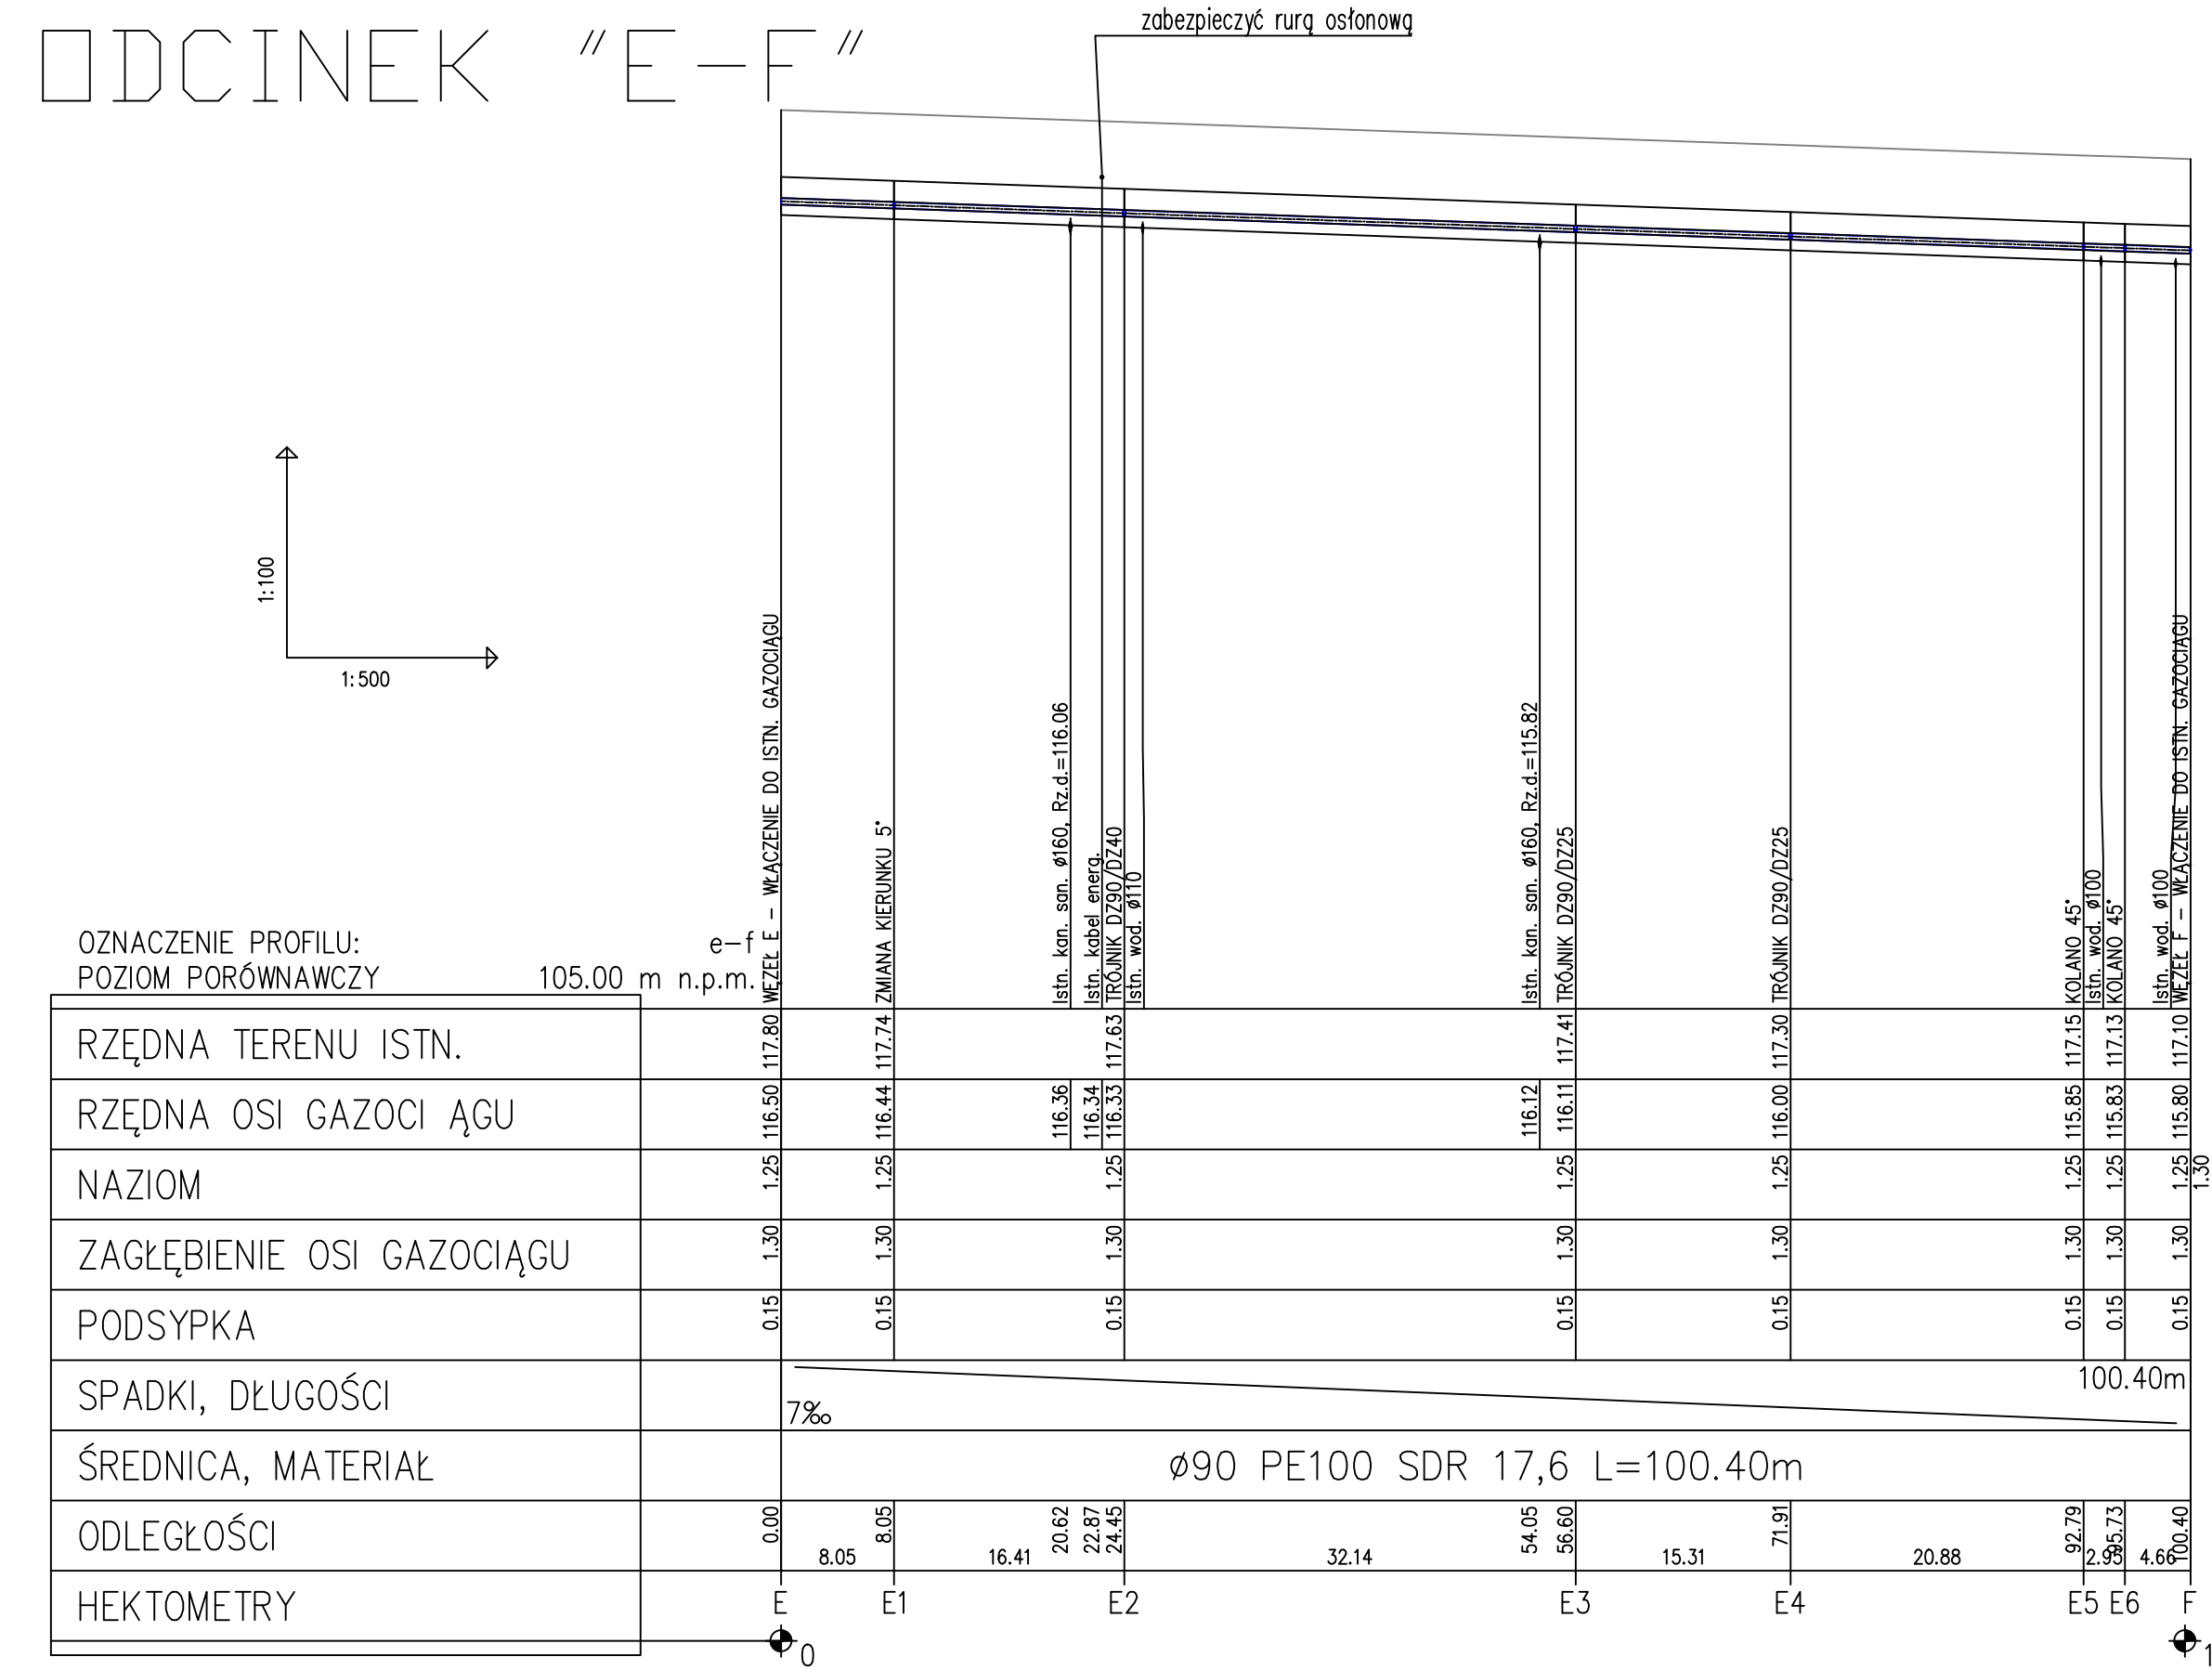 ODCINEK "E-F"
zabezpieczyć rurą osłonową
1:100
1:500
WĘZEŁ E - WŁĄCZENIE DO ISTN. GAZOCIĄGU
ZMIANA KIERUNKU 5°
Istn. kan. san. ø160, Rz.d.=116.06
Istn. kabel energ.
TRÓJNIK DZ90/DZ40
Istn. wod. ø110
Istn. kan. san. ø160, Rz.d.=115.82
TRÓJNIK DZ90/DZ25
TRÓJNIK DZ90/DZ25
KOLANO 45°
Istn. wod. ø100
KOLANO 45°
Istn. wod. ø100
WĘZEŁ F - WŁĄCZENIE DO ISTN. GAZOCIĄGU
OZNACZENIE PROFILU: e-f
POZIOM PORÓWNAWCZY 105.00 m n.p.m.
RZĘDNA TERENU ISTN. 117.80 117.74 117.63 117.41 117.30 117.15 117.13 117.10
RZĘDNA OSI GAZOCI ĄGU 116.50 116.44 116.36 116.34 116.33 116.12 116.11 116.00 115.85 115.83 115.80
NAZIOM 1.25 1.25 1.25 1.25 1.25 1.25 1.25 1.25 1.30
ZAGŁĘBIENIE OSI GAZOCIĄGU 1.30 1.30 1.30 1.30 1.30 1.30 1.30 1.30
PODSYPKA 0.15 0.15 0.15 0.15 0.15 0.15 0.15 0.15
SPADKI, DŁUGOŚCI 7‰ 100.40m
ŚREDNICA, MATERIAŁ ø90 PE100 SDR 17,6 L=100.40m
ODLEGŁOŚCI 0.00 8.05 20.62 22.87 24.45 54.05 56.60 71.91 92.79 95.73 100.40
8.05 16.41 32.14 15.31 20.88 2.95 4.66
HEKTOMETRY E E1 E2 E3 E4 E5 E6 F
0 1